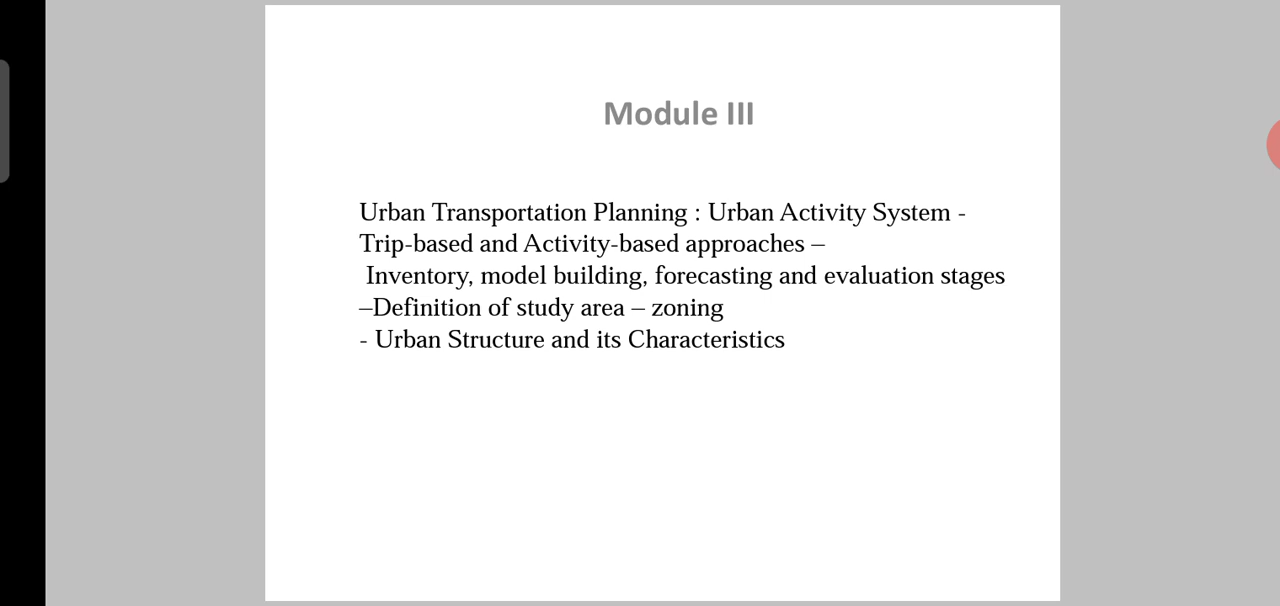 Module III
Urban Transportation Planning : Urban Activity System -
Trip-based and Activity-based approaches –
Inventory, model building, forecasting and evaluation stages
–Definition of study area – zoning
- Urban Structure and its Characteristics